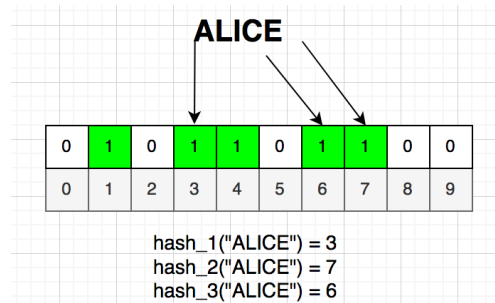 ALICE
0 1 0 1 1 0 1 1 0 0
0 1 2 3 4 5 6 7 8 9
hash_1("ALICE") = 3
hash_2("ALICE") = 7
hash_3("ALICE") = 6